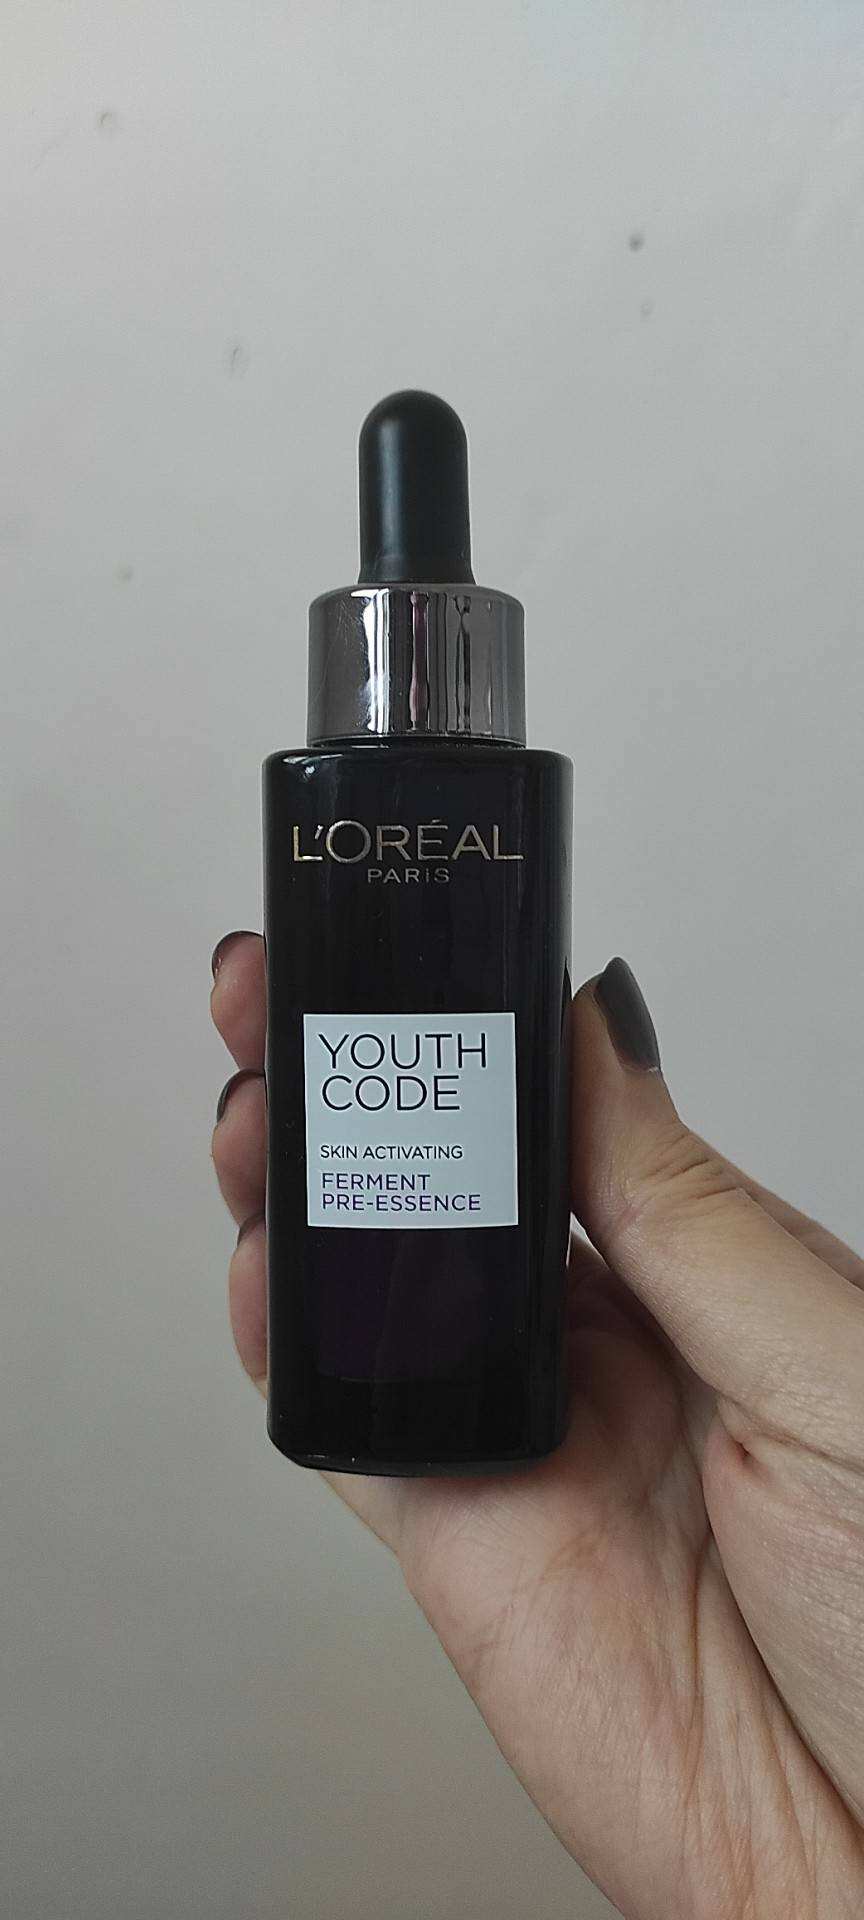 L'ORÉAL
PARIS
YOUTH
CODE
SKIN ACTIVATING
FERMENT
PRE-ESSENCE